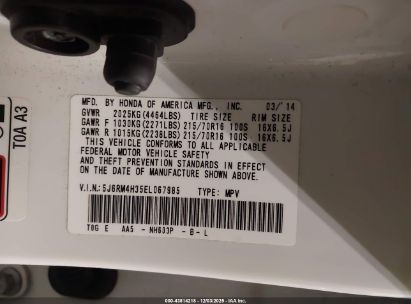 MFD. BY HONDA OF AMERICA MFG., INC. 03/'14
GVWR 2025KG(4464LBS) TIRE SIZE RIM SIZE
GAWR F 1030KG(2271LBS) 215/70R16 100S 16X6.5J
GAWR R 1015KG(2238LBS) 215/70R16 100S 16X6.5J
THIS VEHICLE CONFORMS TO ALL APPLICABLE
FEDERAL MOTOR VEHICLE SAFETY
AND THEFT PREVENTION STANDARDS IN EFFECT
ON THE DATE OF MANUFACTURE SHOWN ABOVE.
V.I.N.: 5J6RM4H35EL067985 TYPE: MPV
T0G E AA5 - NH603P - B - L
TOA A3